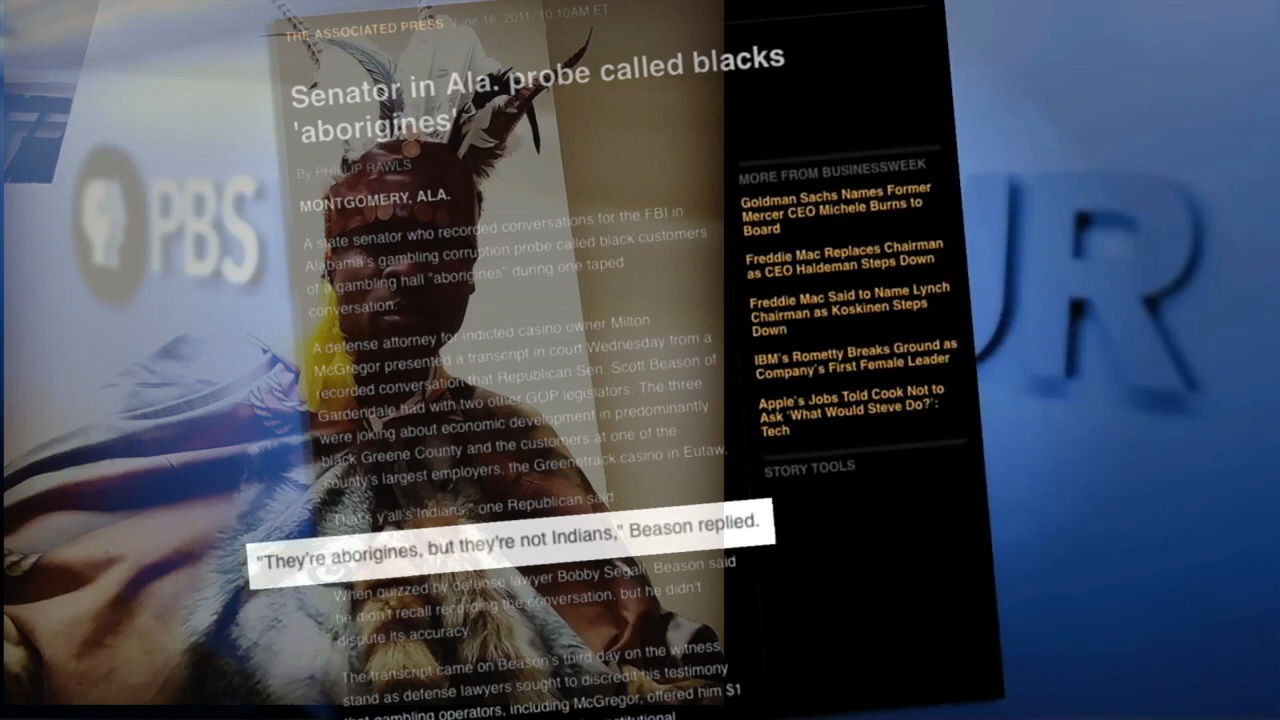 THE ASSOCIATED PRESS June 16, 2011, 10:10AM ET
Senator in Ala. probe called blacks
'aborigines'
By PHILLIP RAWLS
MONTGOMERY, ALA.
A state senator who recorded conversations for the FBI in
Alabama's gambling corruption probe called black customers
of a gambling hall "aborigines" during one taped
conversation.
A defense attorney for indicted casino owner Milton
McGregor presented a transcript in court Wednesday from a
recorded conversation that Republican Sen. Scott Beason of
Gardendale had with two other GOP legislators. The three
were joking about economic development in predominantly
black Greene County and the customers at one of the
county's largest employers, the Greenetrack casino in Eutaw.
"That's y'all's Indians," one Republican said.
"They're aborigines, but they're not Indians," Beason replied.
When quizzed by defense lawyer Bobby Segall, Beason said
he didn't recall recording the conversation, but he didn't
dispute its accuracy.
The transcript came on Beason's third day on the witness
stand as defense lawyers sought to discredit his testimony
that gambling operators, including McGregor, offered him $1
MORE FROM BUSINESSWEEK
Goldman Sachs Names Former
Mercer CEO Michele Burns to
Board
Freddie Mac Replaces Chairman
as CEO Haldeman Steps Down
Freddie Mac Said to Name Lynch
Chairman as Koskinen Steps
Down
IBM's Rometty Breaks Ground as
Company's First Female Leader
Apple's Jobs Told Cook Not to
Ask 'What Would Steve Do?':
Tech
STORY TOOLS
PBS
UR